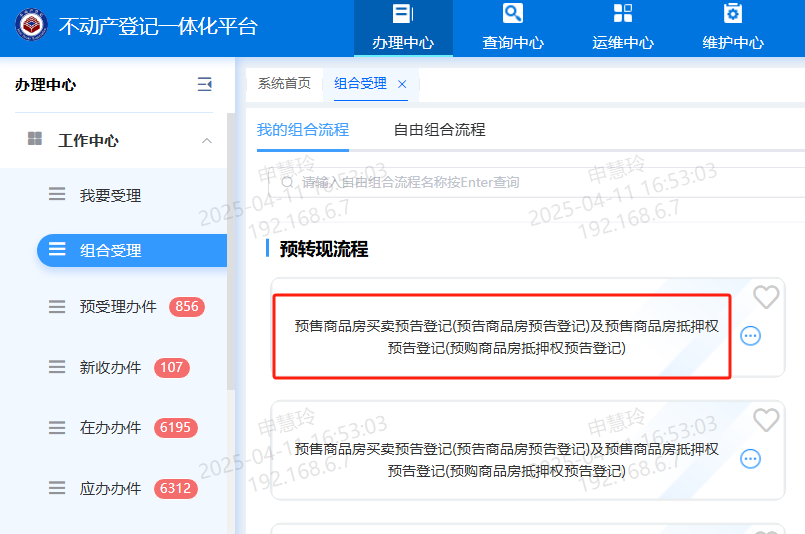 不动产登记一体化平台
办理中心
查询中心
运维中心
维护中心
办理中心
系统首页
组合受理
工作中心
我的组合流程
自由组合流程
请输入自由组合流程名称按Enter查询
我要受理
组合受理
预转现流程
预受理办件 856
预售商品房买卖预告登记(预告商品房预告登记)及预售商品房抵押权
预告登记(预购商品房抵押权预告登记)
新收办件 107
在办办件 6195
预售商品房买卖预告登记(预告商品房预告登记)及预售商品房抵押权
预告登记(预购商品房抵押权预告登记)
应办办件 6312
申慧玲
2025-04-11 16:53:03
192.168.6.7
申慧玲
2025-04-11 16:53:03
192.168.6.7
申慧玲
2025-04-11 16:53:03
192.168.6.7
申慧玲
2025-04-11 16:53:03
192.168.6.7